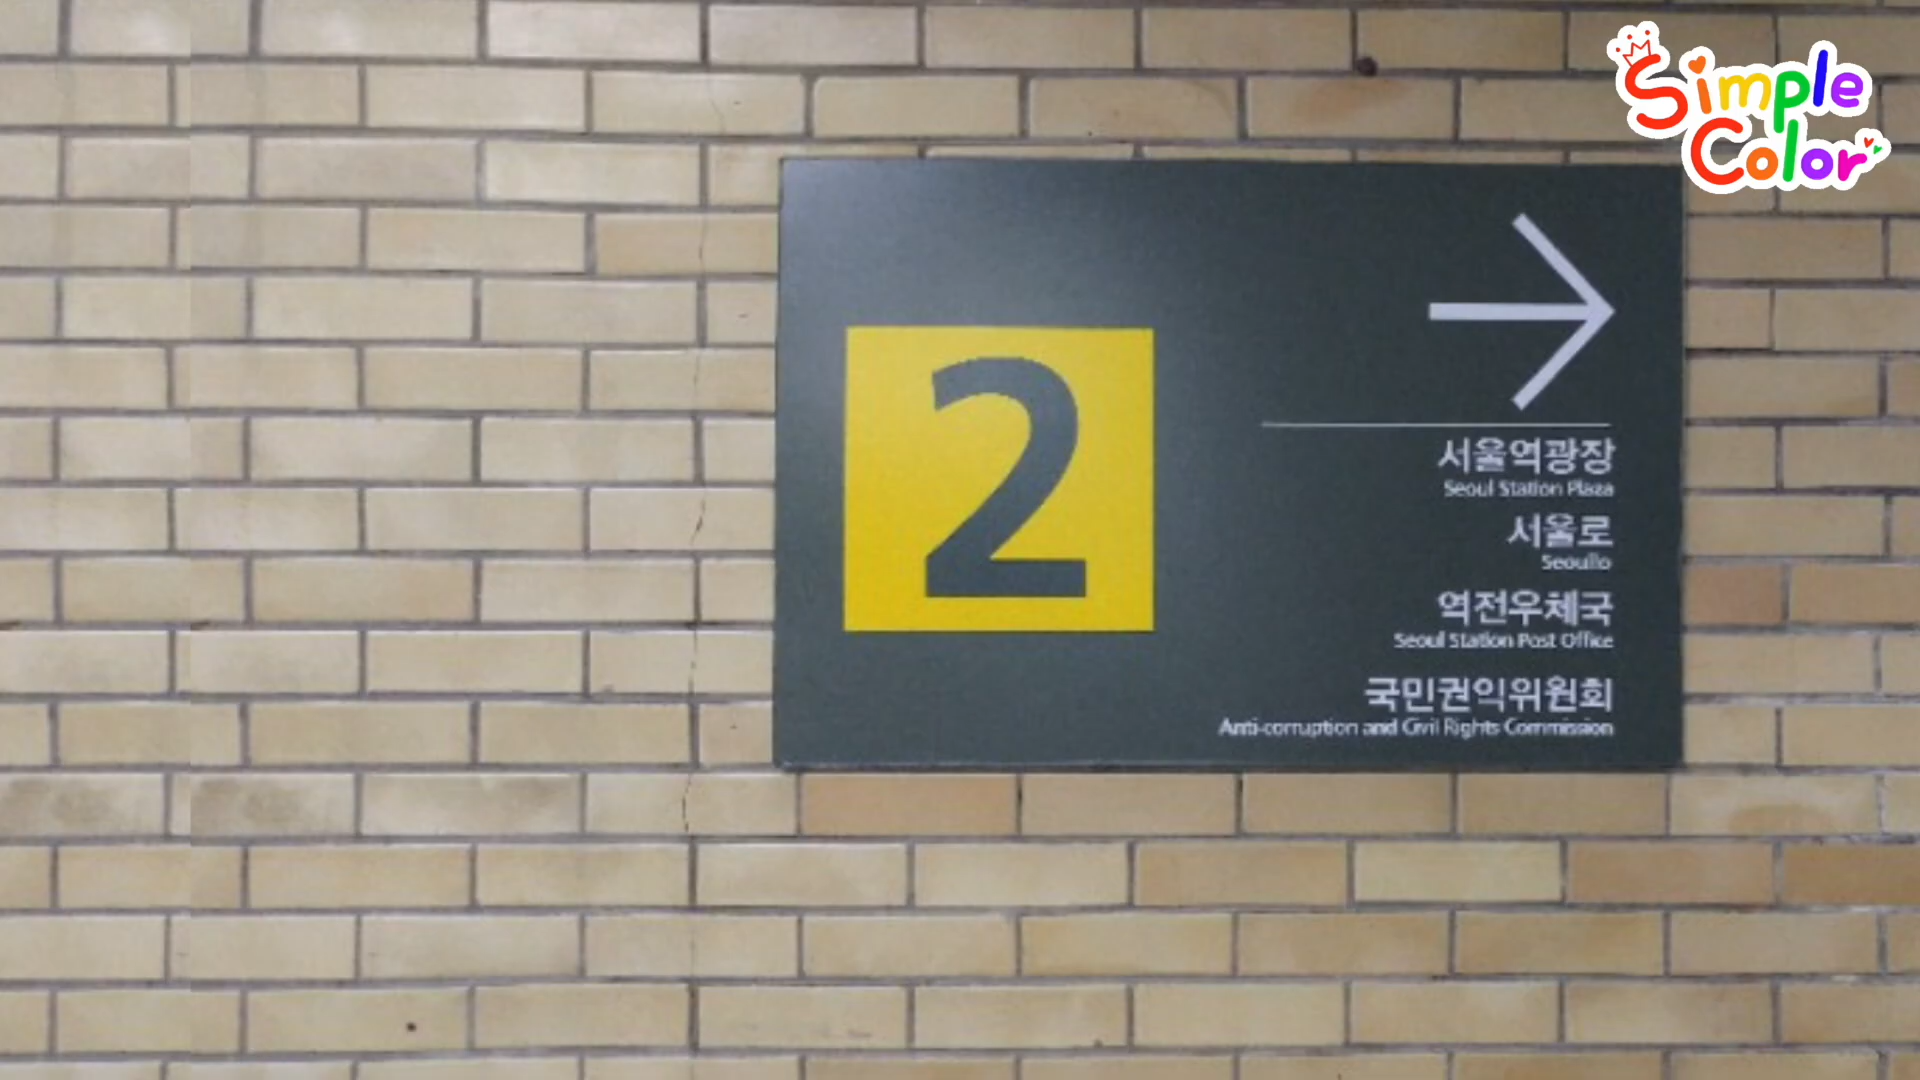 Simple
Color
2
서울역광장
Seoul Station Plaza
서울로
Seoullo
역전우체국
Seoul Station Post Office
국민권익위원회
Anti-corruption and Civil Rights Commission